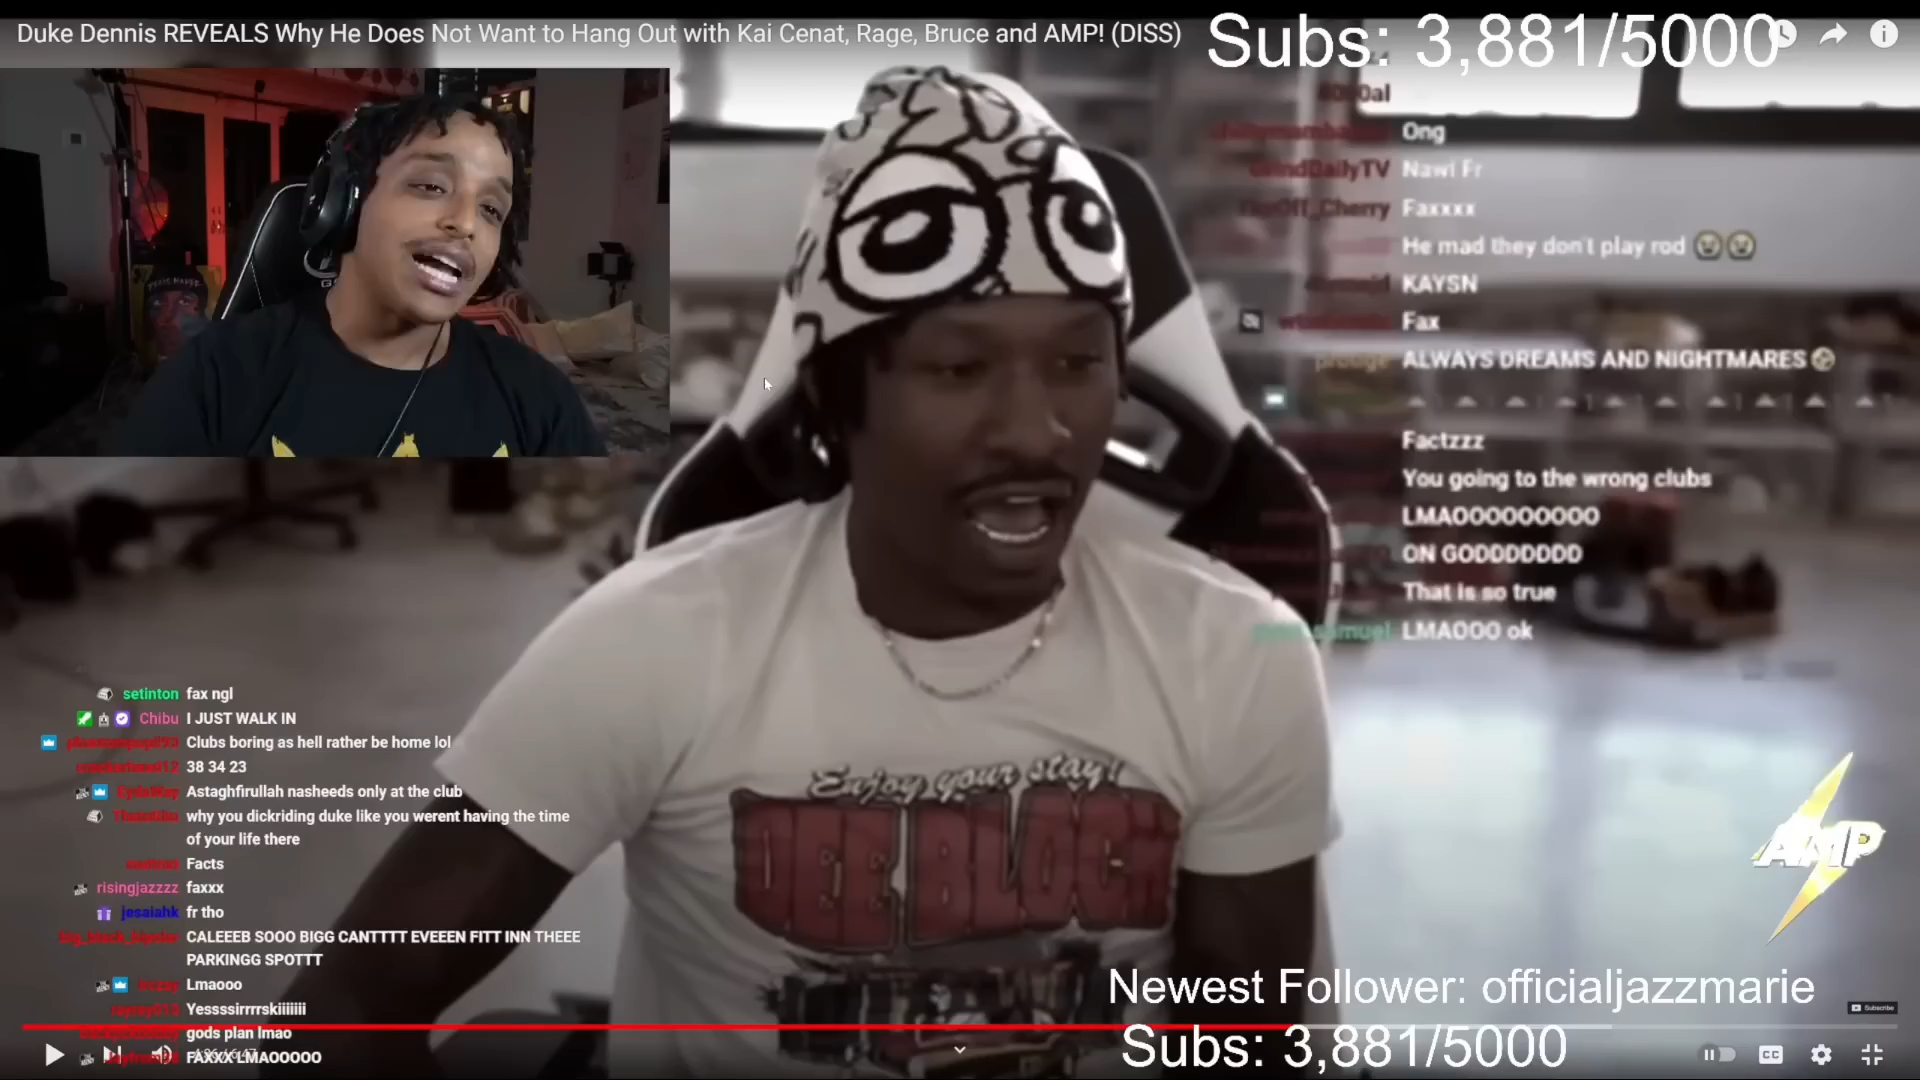 Duke Dennis REVEALS Why He Does Not Want to Hang Out with Kai Cenat, Rage, Bruce and AMP! (DISS)
Subs: 3,881/5000
Ong
Nawl Fr
Faxxxx
He mad they don't play rod
KAYSN
Fax
ALWAYS DREAMS AND NIGHTMARES
Factzzz
You going to the wrong clubs
LMAOOOOOOOOO
ON GODDDDDDD
That is so true
LMAOOO ok
Enjoy your stay!
DEE BLOCK
setinton fax ngl
Chibu I JUST WALK IN
Clubs boring as hell rather be home lol
38 34 23
Astaghfirullah nasheeds only at the club
why you dickriding duke like you werent having the time
of your life there
Facts
risingjazzzz faxxx
jesaiahk fr tho
CALEEEB SOOO BIGG CANTTTT EVEEEN FITT INN THEEE
PARKINGG SPOTTT
Lmaooo
Yessssirrrrskiiiiiii
gods plan lmao
FAXXX LMAOOOOO
AMP
Newest Follower: officialjazzmarie
Subscribe
Subs: 3,881/5000
CC